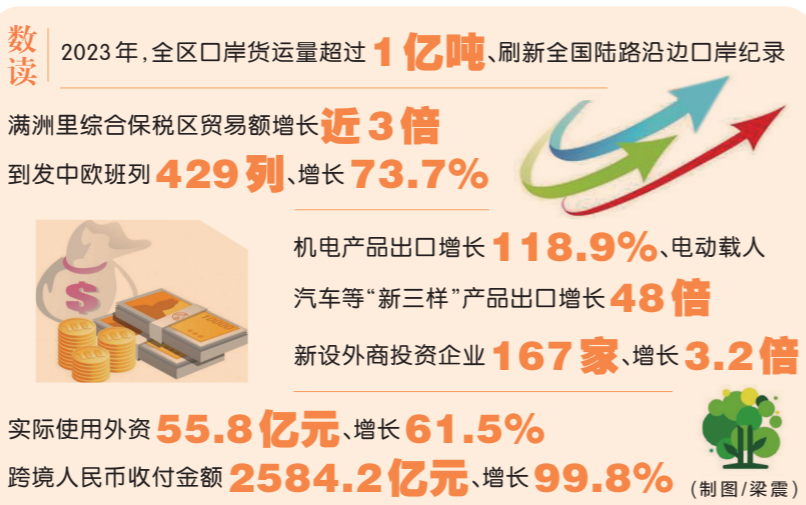 数读
2023年,全区口岸货运量超过1亿吨、刷新全国陆路沿边口岸纪录
满洲里综合保税区贸易额增长近3倍
到发中欧班列429列、增长73.7%
机电产品出口增长118.9%、电动载人
汽车等“新三样”产品出口增长48倍
新设外商投资企业167家、增长3.2倍
实际使用外资55.8亿元、增长61.5%
跨境人民币收付金额2584.2亿元、增长99.8%
(制图/梁震)
$